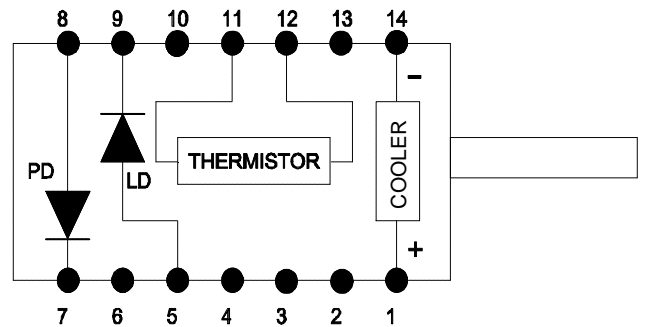 8 9 10 11 12 13 14
−
THERMISTOR
COOLER
PD
LD
+
7 6 5 4 3 2 1